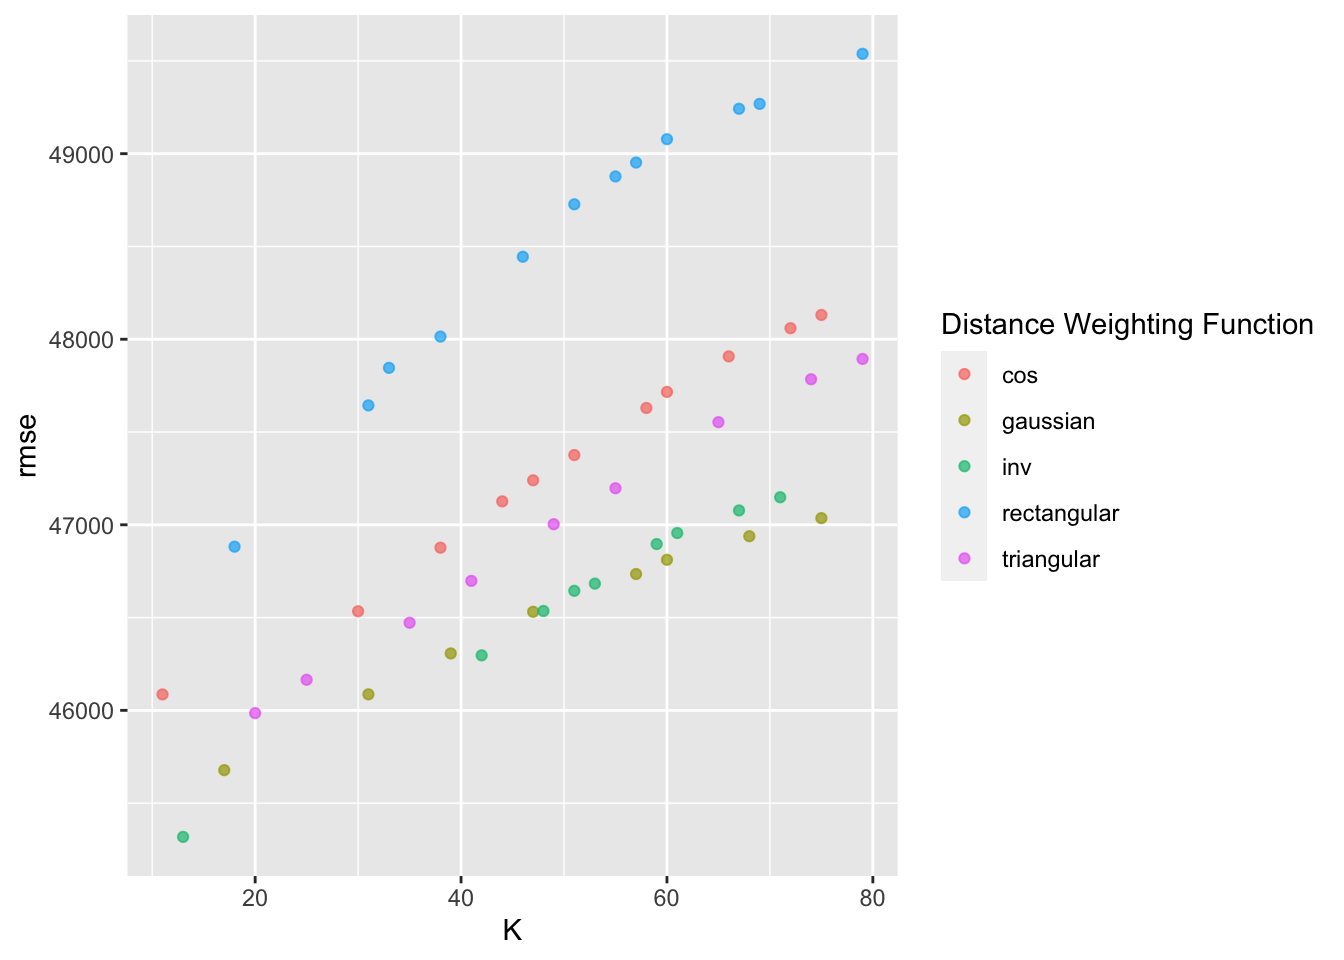 49000
48000
47000
46000
rmse
20
40
60
80
K
Distance Weighting Function
cos
gaussian
inv
rectangular
triangular